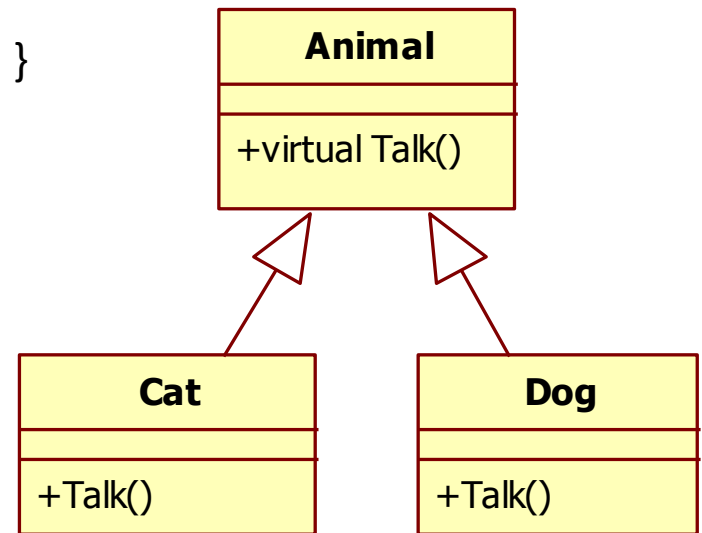 }
Animal
+virtual Talk()
Cat
+Talk()
Dog
+Talk()